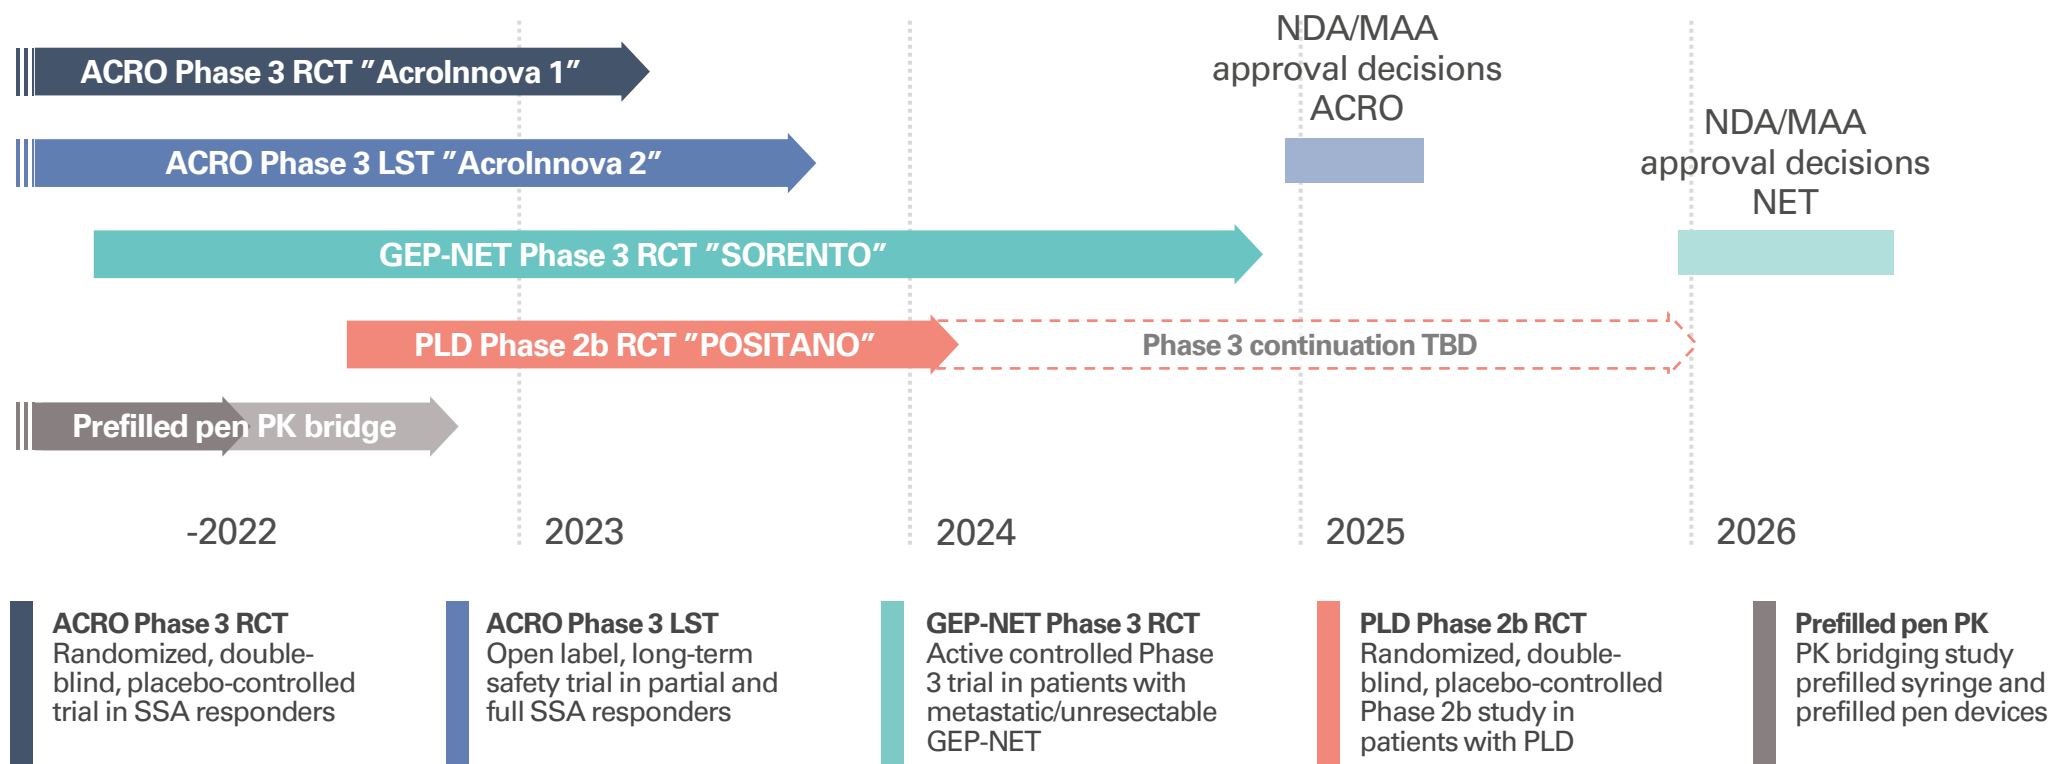 ACRO Phase 3 RCT ”AcroInnova 1”
NDA/MAA
approval decisions
ACRO
ACRO Phase 3 LST ”AcroInnova 2”
NDA/MAA
approval decisions
NET
GEP-NET Phase 3 RCT ”SORENTO”
PLD Phase 2b RCT ”POSITANO”
Phase 3 continuation TBD
Prefilled pen PK bridge
-2022
2023
2024
2025
2026
ACRO Phase 3 RCT
Randomized, double-
blind, placebo-controlled
trial in SSA responders
ACRO Phase 3 LST
Open label, long-term
safety trial in partial and
full SSA responders
GEP-NET Phase 3 RCT
Active controlled Phase
3 trial in patients with
metastatic/unresectable
GEP-NET
PLD Phase 2b RCT
Randomized, double-
blind, placebo-controlled
Phase 2b study in
patients with PLD
Prefilled pen PK
PK bridging study
prefilled syringe and
prefilled pen devices